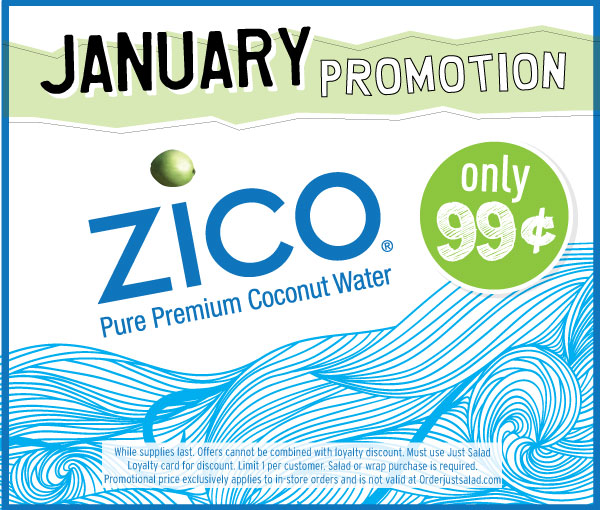 JANUARY PROMOTION
only
99¢
ZICO®
Pure Premium Coconut Water
While supplies last. Offers cannot be combined with loyalty discount. Must use Just Salad
Loyalty card for discount. Limit 1 per customer. Salad or wrap purchase is required.
Promotional price exclusively applies to in-store orders and is not valid at Orderjustsalad.com